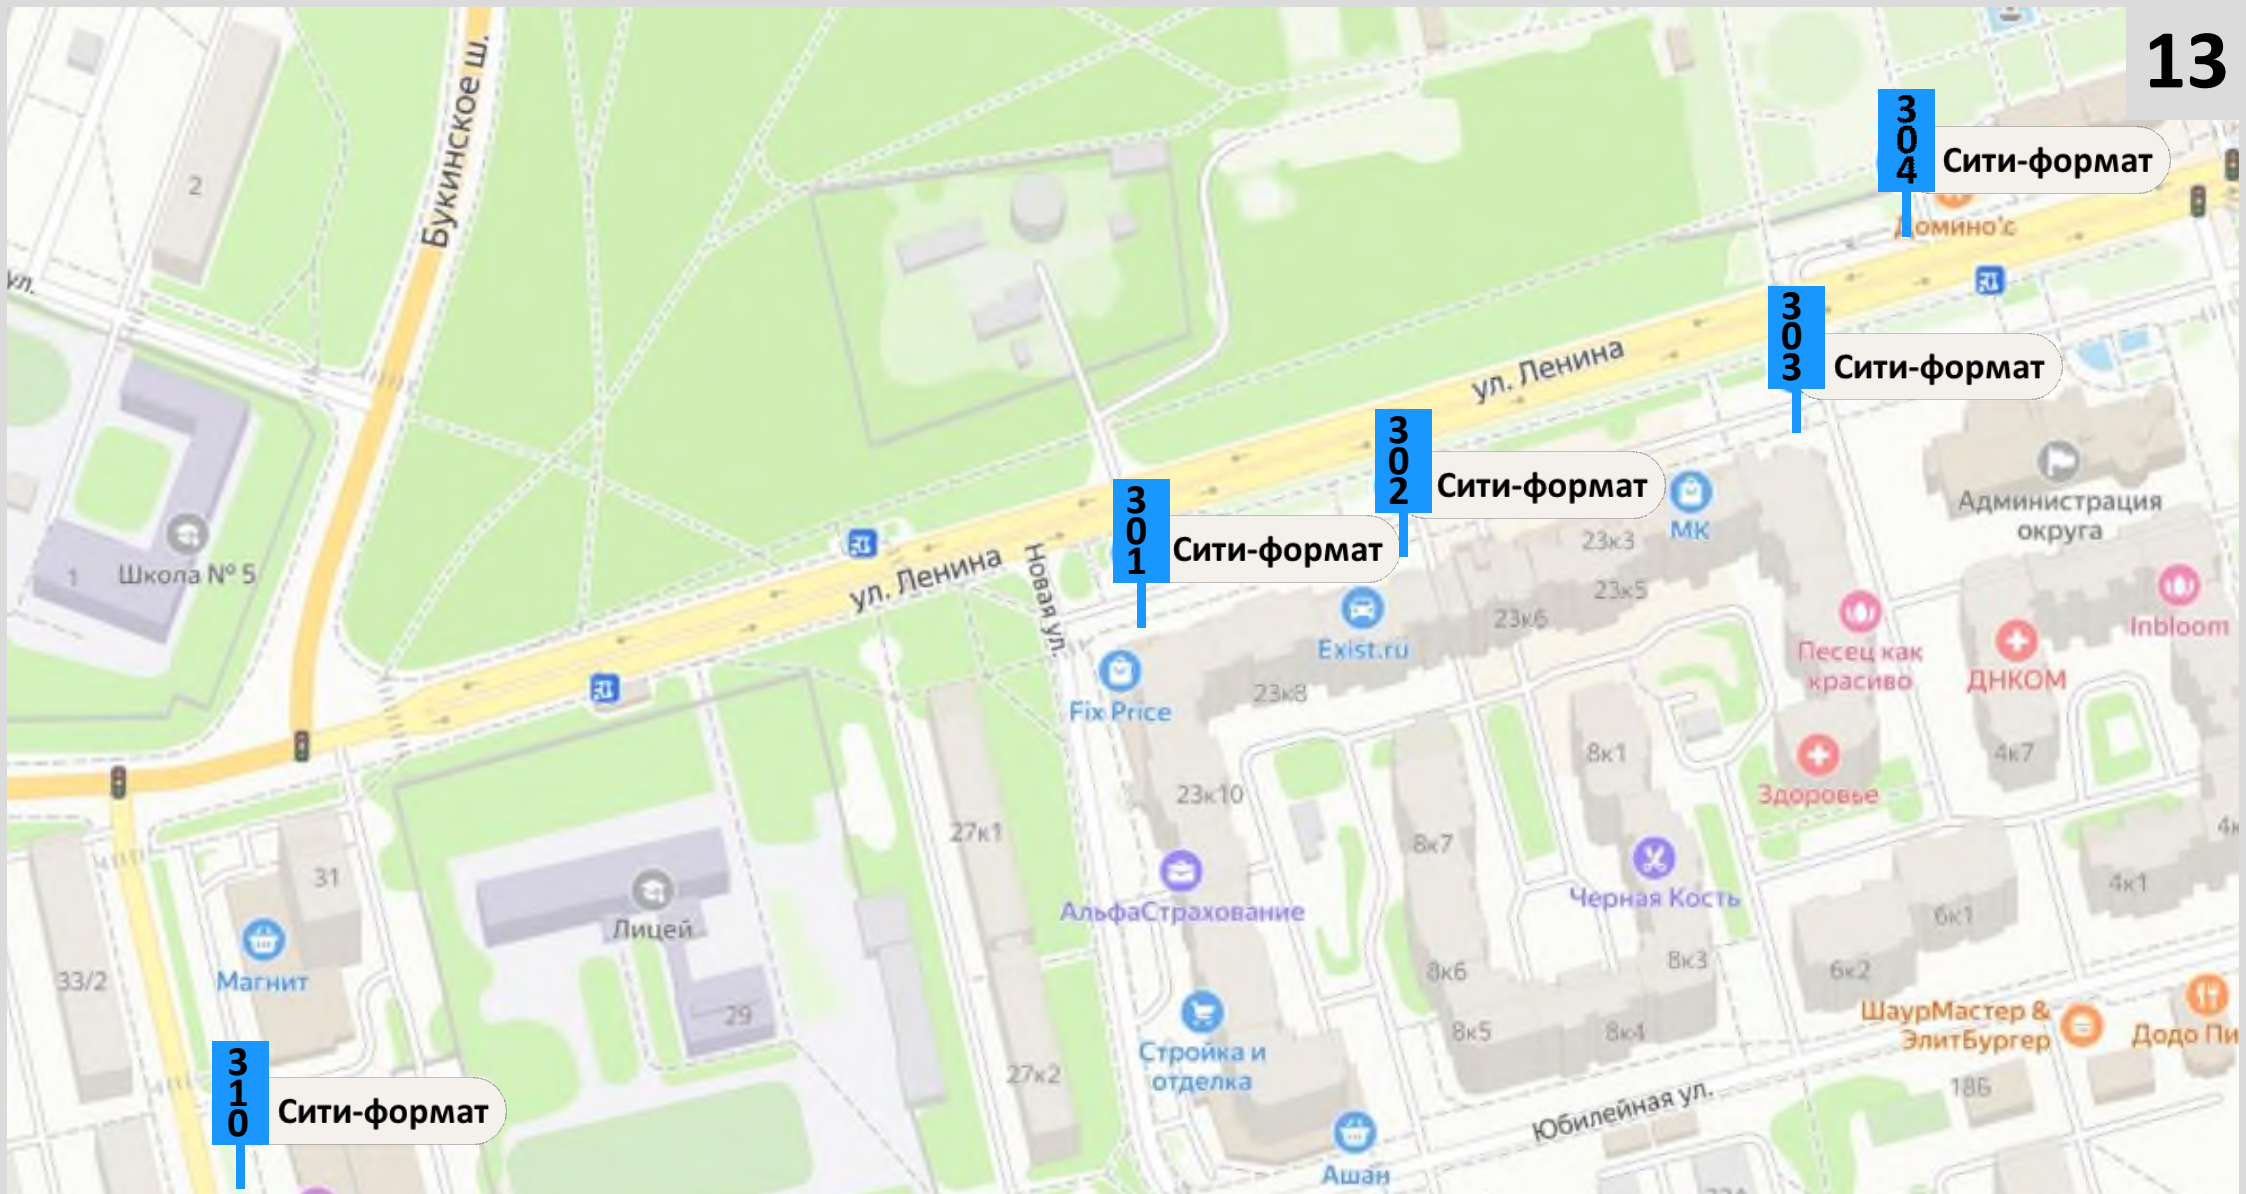 13
304
Сити-формат
Букинское ш.
2
Домино'с
ул.
303
Сити-формат
ул. Ленина
302
Сити-формат
301
Сити-формат
МК
Администрация
округа
23к3
1
Школа № 5
ул. Ленина
Новая ул.
23к5
23к6
Exist.ru
Inbloom
Песец как
красиво
ДНКОМ
Fix Price
23к8
8к1
4к7
23к10
Здоровье
27к1
8к7
31
4к1
АльфаСтрахование
Черная Кость
Лицей
6к1
Магнит
33/2
8к6
8к3
6к2
29
8к5
8к4
ШаурМастер &
ЭлитБургер
Додо Пи
Стройка и
отделка
27к2
310
Сити-формат
18Б
Юбилейная ул.
Ашан